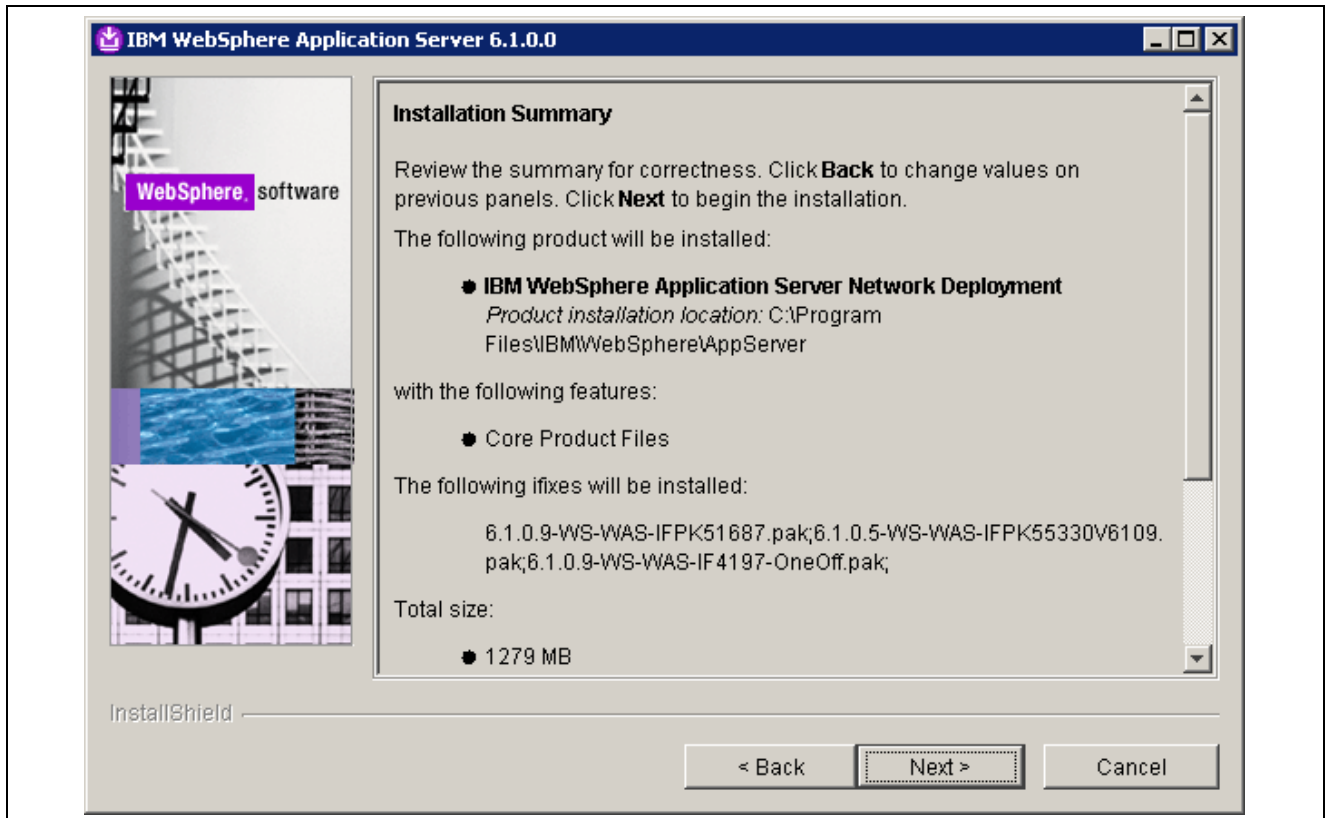 IBM WebSphere Application Server 6.1.0.0
WebSphere. software
Installation Summary
Review the summary for correctness. Click Back to change values on
previous panels. Click Next to begin the installation.
The following product will be installed:
IBM WebSphere Application Server Network Deployment
Product installation location: C:\Program
Files\IBM\WebSphere\AppServer
with the following features:
Core Product Files
The following ifixes will be installed:
6.1.0.9-WS-WAS-IFPK51687.pak;6.1.0.5-WS-WAS-IFPK55330V6109.
pak;6.1.0.9-WS-WAS-IF4197-OneOff.pak;
Total size:
1279 MB
InstallShield
< Back
Next >
Cancel